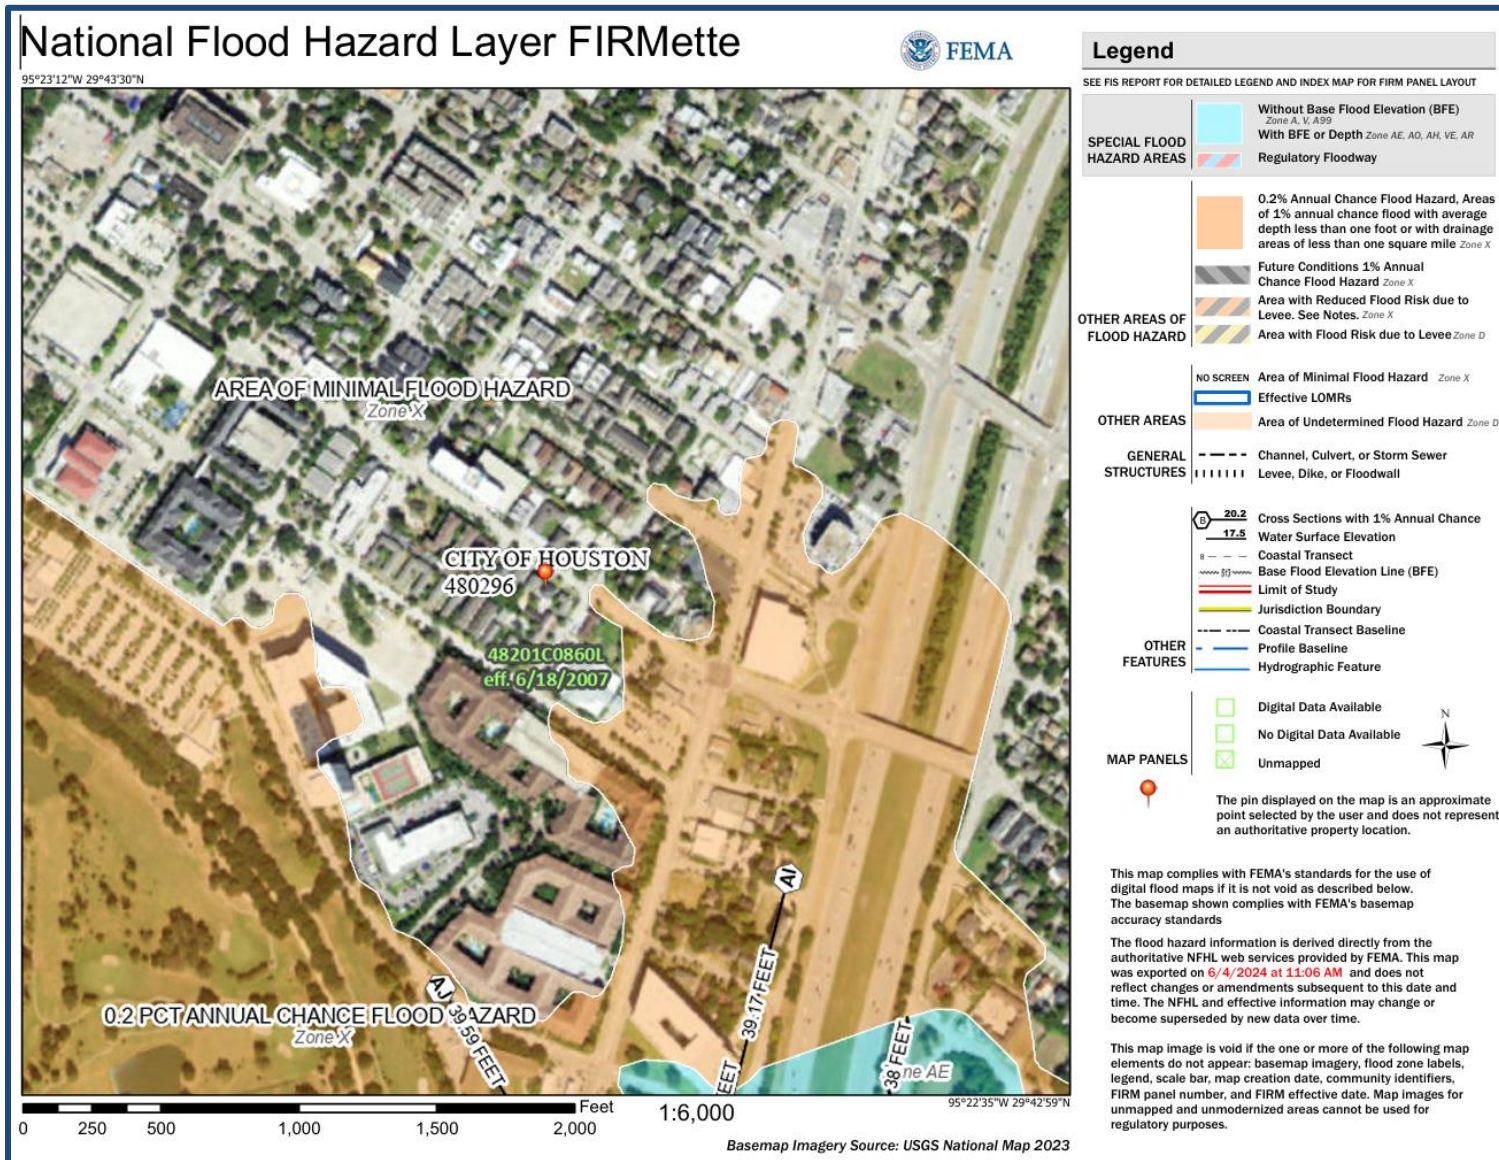 National Flood Hazard Layer FIRMette
FEMA
95°23'12"W 29°43'30"N
AREA OF MINIMAL FLOOD HAZARD
Zone X
CITY OF HOUSTON
480296
48201C0860L
eff. 6/18/2007
AI
39.17 FEET
AJ
39.59 FEET
0.2 PCT ANNUAL CHANCE FLOOD AZARD
Zone X
EET
38 FEET
ne AE
Feet
0 250 500 1,000 1,500 2,000
1:6,000
95°22'35"W 29°42'59"N
Basemap Imagery Source: USGS National Map 2023
Legend
SEE FIS REPORT FOR DETAILED LEGEND AND INDEX MAP FOR FIRM PANEL LAYOUT
SPECIAL FLOOD
HAZARD AREAS
Without Base Flood Elevation (BFE)
Zone A, V, A99
With BFE or Depth Zone AE, AO, AH, VE, AR
Regulatory Floodway
OTHER AREAS OF
FLOOD HAZARD
0.2% Annual Chance Flood Hazard, Areas
of 1% annual chance flood with average
depth less than one foot or with drainage
areas of less than one square mile Zone X
Future Conditions 1% Annual
Chance Flood Hazard Zone X
Area with Reduced Flood Risk due to
Levee. See Notes. Zone X
Area with Flood Risk due to Levee Zone D
OTHER AREAS
NO SCREEN Area of Minimal Flood Hazard Zone X
Effective LOMRs
Area of Undetermined Flood Hazard Zone D
GENERAL
STRUCTURES
Channel, Culvert, or Storm Sewer
Levee, Dike, or Floodwall
OTHER
FEATURES
B 20.2 Cross Sections with 1% Annual Chance
17.5 Water Surface Elevation
8 Coastal Transect
Base Flood Elevation Line (BFE)
Limit of Study
Jurisdiction Boundary
Coastal Transect Baseline
Profile Baseline
Hydrographic Feature
MAP PANELS
Digital Data Available
No Digital Data Available
Unmapped
N
The pin displayed on the map is an approximate
point selected by the user and does not represent
an authoritative property location.
This map complies with FEMA's standards for the use of
digital flood maps if it is not void as described below.
The basemap shown complies with FEMA's basemap
accuracy standards
The flood hazard information is derived directly from the
authoritative NFHL web services provided by FEMA. This map
was exported on 6/4/2024 at 11:06 AM and does not
reflect changes or amendments subsequent to this date and
time. The NFHL and effective information may change or
become superseded by new data over time.
This map image is void if the one or more of the following map
elements do not appear: basemap imagery, flood zone labels,
legend, scale bar, map creation date, community identifiers,
FIRM panel number, and FIRM effective date. Map images for
unmapped and unmodernized areas cannot be used for
regulatory purposes.